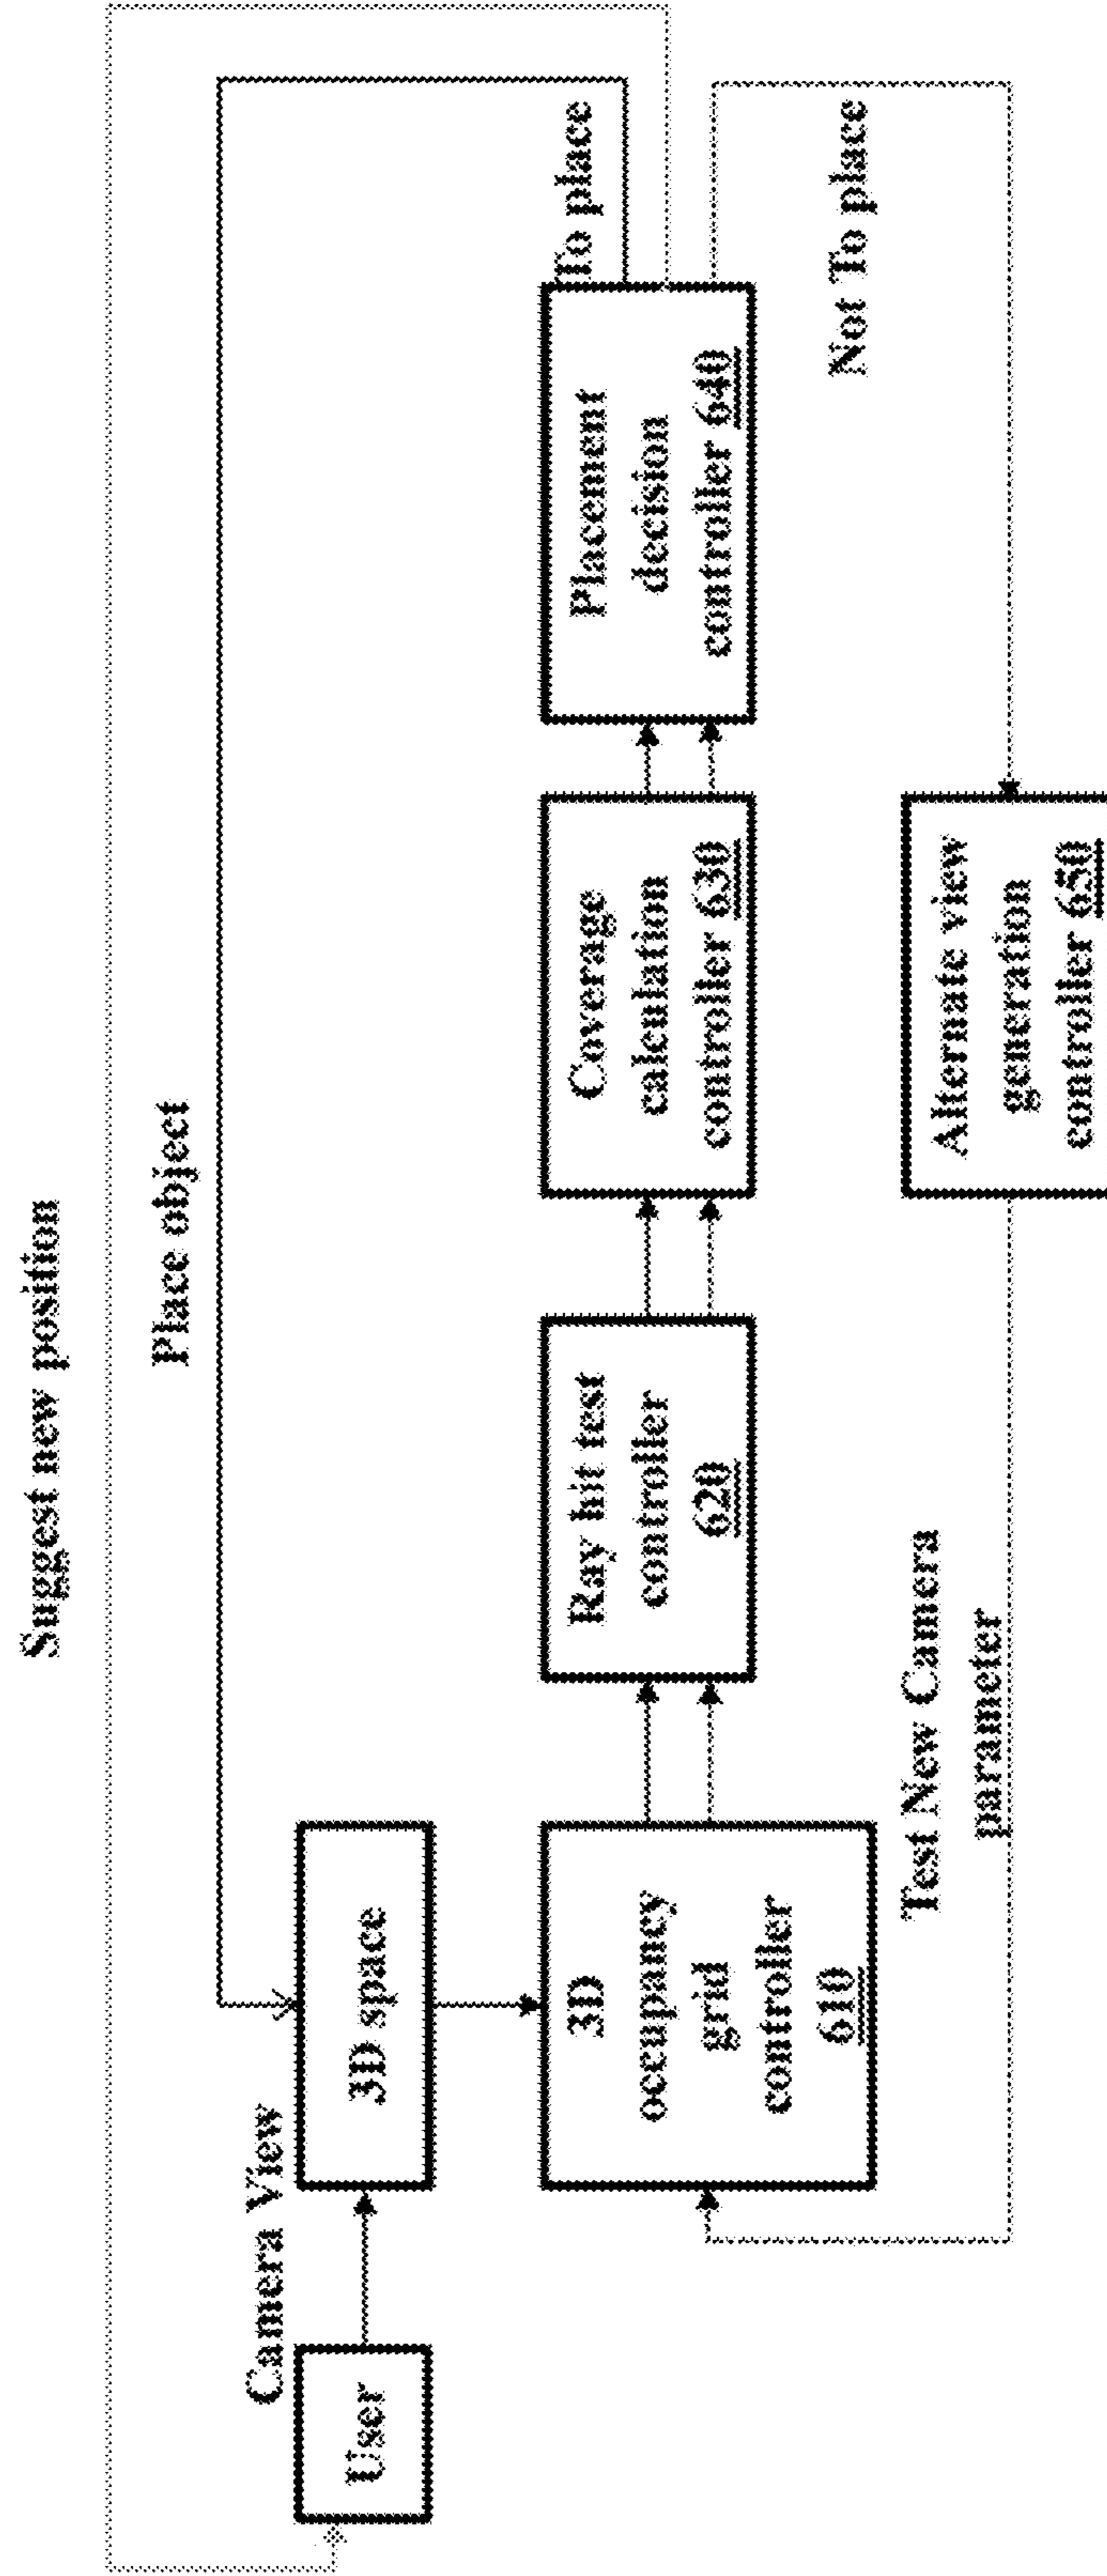 Suggest new position
Place object
Camera View
User
3D space
To place
3D
occupancy
grid
controller
610
Ray hit test
controller
620
Coverage
calculation
controller 630
Placement
decision
controller 640
Not To place
Test New Camera
parameter
Alternate view
generation
controller 650